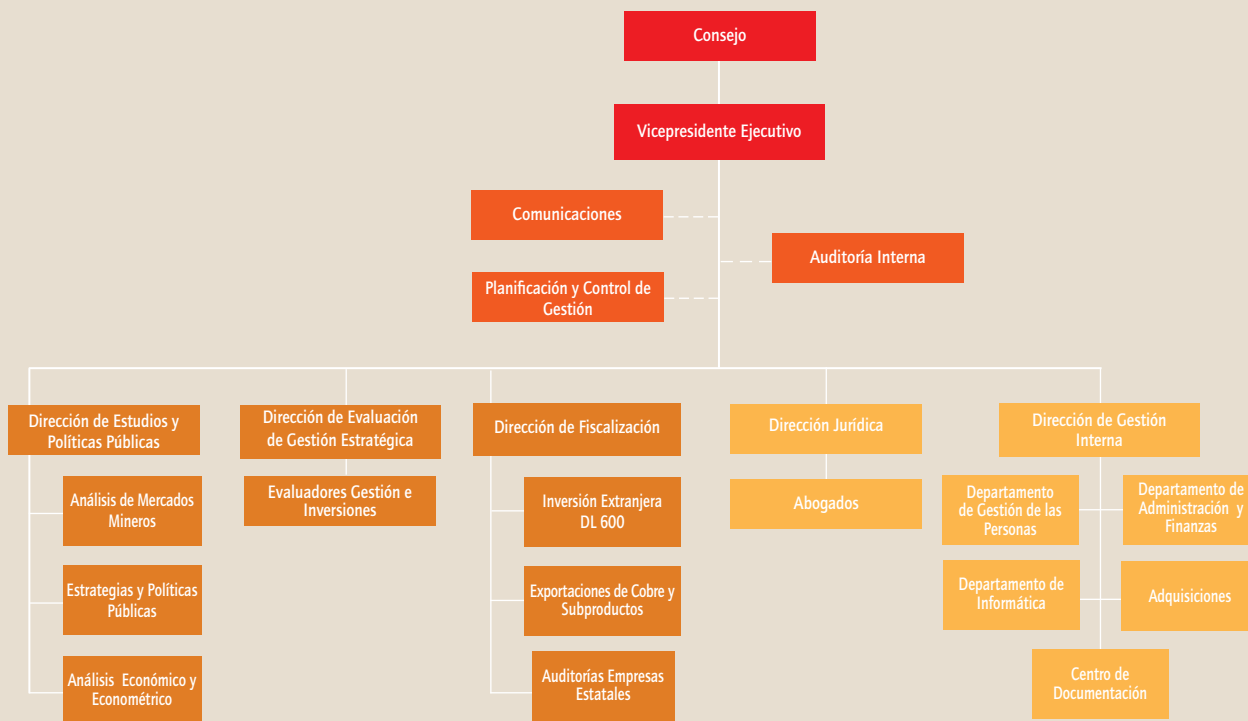 Consejo
Vicepresidente Ejecutivo
Comunicaciones
Auditoría Interna
Planificación y Control de
Gestión
Dirección de Estudios y
Políticas Públicas
Análisis de Mercados
Mineros
Estrategias y Políticas
Públicas
Análisis Económico y
Econométrico
Dirección de Evaluación
de Gestión Estratégica
Evaluadores Gestión e
Inversiones
Dirección de Fiscalización
Inversión Extranjera
DL 600
Exportaciones de Cobre y
Subproductos
Auditorías Empresas
Estatales
Dirección Jurídica
Abogados
Dirección de Gestión
Interna
Departamento
de Gestión de las
Personas
Departamento de
Administración y
Finanzas
Departamento de
Informática
Adquisiciones
Centro de
Documentación